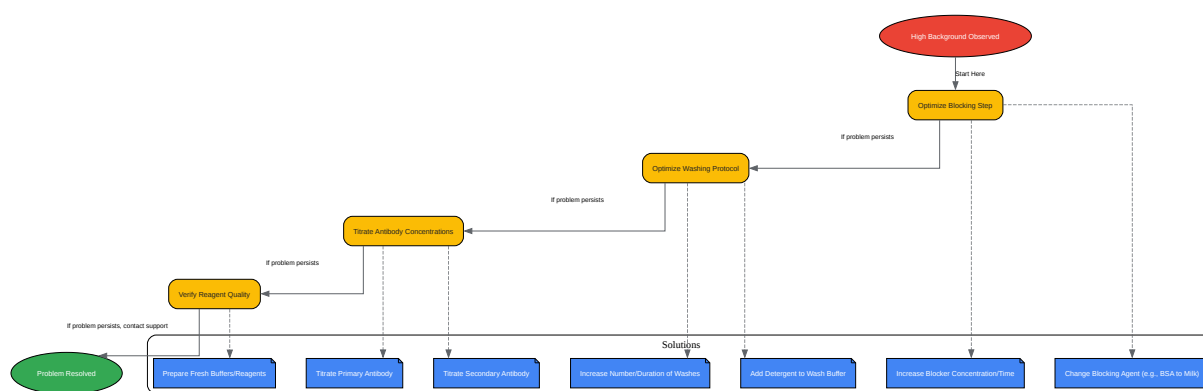 High Background Observed
Start Here
Optimize Blocking Step
If problem persists
Optimize Washing Protocol
If problem persists
Titrate Antibody Concentrations
If problem persists
Verify Reagent Quality
If problem persists, contact support
Solutions
Problem Resolved
Prepare Fresh Buffers/Reagents
Titrate Primary Antibody
Titrate Secondary Antibody
Increase Number/Duration of Washes
Add Detergent to Wash Buffer
Increase Blocker Concentration/Time
Change Blocking Agent (e.g., BSA to Milk)